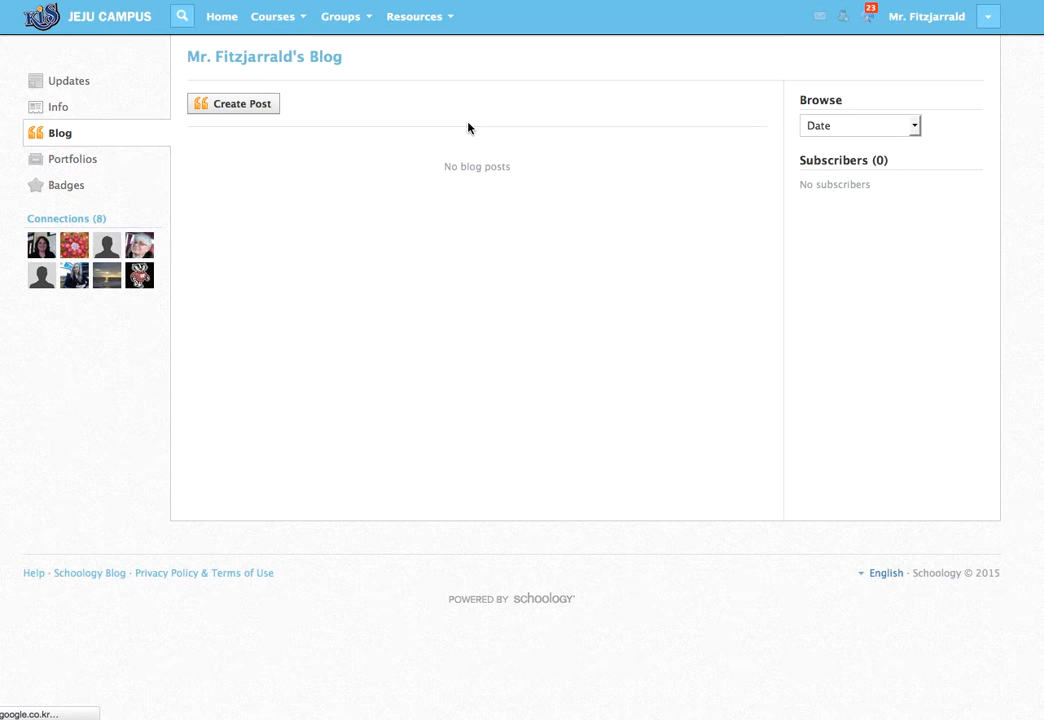 KIS JEJU CAMPUS Home Courses Groups Resources 23 Mr. Fitzjarrald
Mr. Fitzjarrald's Blog
Updates
Info
Blog
Portfolios
Badges
Connections (8)
Create Post
No blog posts
Browse
Date
Subscribers (0)
No subscribers
Help · Schoology Blog · Privacy Policy & Terms of Use
English · Schoology © 2015
POWERED BY schoology®
google.co.kr...